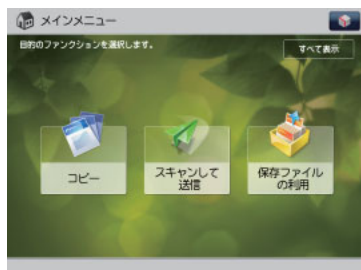 メインメニュー
目的のファンクションを選択します。
すべて表示
コピー
スキャンして
送信
保存ファイル
の利用